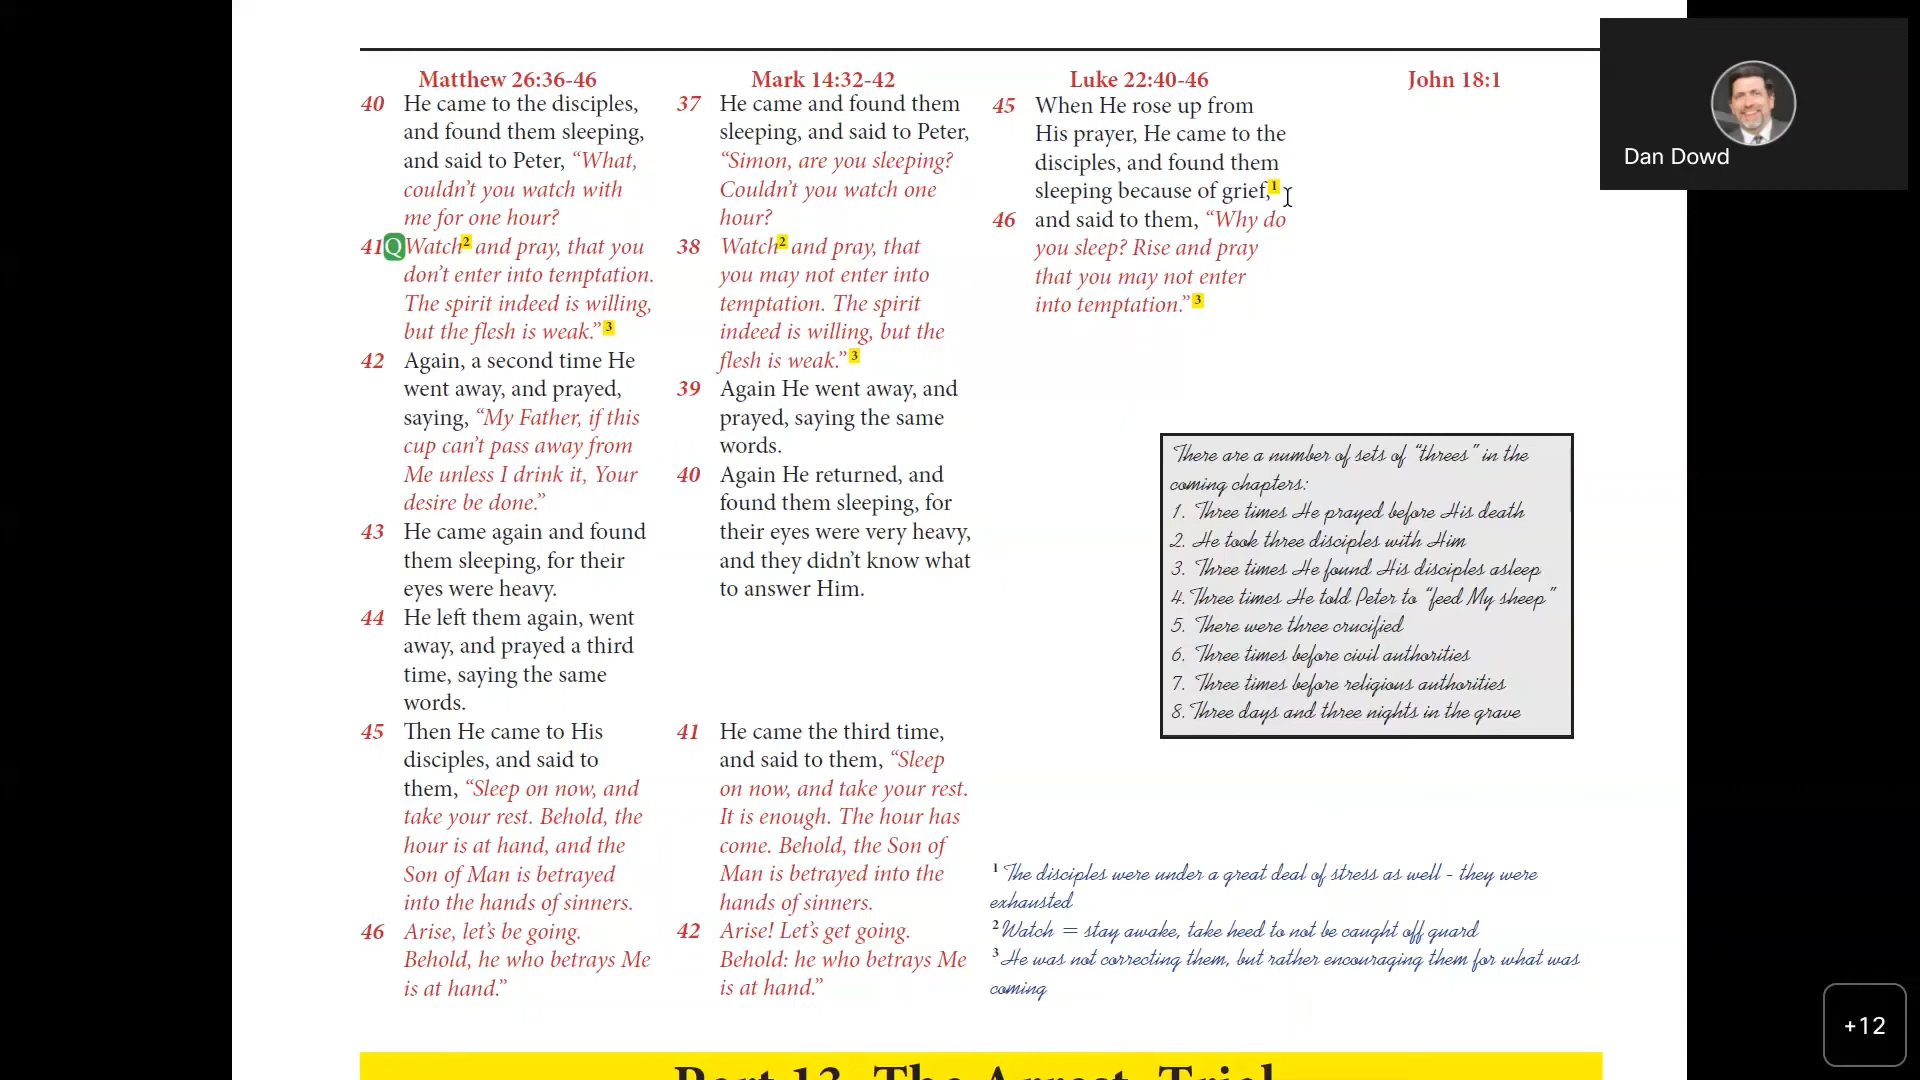 Matthew 26:36-46
40 He came to the disciples,
and found them sleeping,
and said to Peter, “What,
couldn’t you watch with
me for one hour?
41 Q Watch2 and pray, that you
don’t enter into temptation.
The spirit indeed is willing,
but the flesh is weak.”3
42 Again, a second time He
went away, and prayed,
saying, “My Father, if this
cup can’t pass away from
Me unless I drink it, Your
desire be done.”
43 He came again and found
them sleeping, for their
eyes were heavy.
44 He left them again, went
away, and prayed a third
time, saying the same
words.
45 Then He came to His
disciples, and said to
them, “Sleep on now, and
take your rest. Behold, the
hour is at hand, and the
Son of Man is betrayed
into the hands of sinners.
46 Arise, let’s be going.
Behold, he who betrays Me
is at hand.”
Mark 14:32-42
37 He came and found them
sleeping, and said to Peter,
“Simon, are you sleeping?
Couldn’t you watch one
hour?
38 Watch2 and pray, that
you may not enter into
temptation. The spirit
indeed is willing, but the
flesh is weak.”3
39 Again He went away, and
prayed, saying the same
words.
40 Again He returned, and
found them sleeping, for
their eyes were very heavy,
and they didn’t know what
to answer Him.
41 He came the third time,
and said to them, “Sleep
on now, and take your rest.
It is enough. The hour has
come. Behold, the Son of
Man is betrayed into the
hands of sinners.
42 Arise! Let’s get going.
Behold: he who betrays Me
is at hand.”
Luke 22:40-46
45 When He rose up from
His prayer, He came to the
disciples, and found them
sleeping because of grief,1
46 and said to them, “Why do
you sleep? Rise and pray
that you may not enter
into temptation.”3
John 18:1
There are a number of sets of “threes” in the
coming chapters:
1. Three times He prayed before His death
2. He took three disciples with Him
3. Three times He found His disciples asleep
4. Three times He told Peter to “feed My sheep”
5. There were three crucified
6. Three times before civil authorities
7. Three times before religious authorities
8. Three days and three nights in the grave
1 The disciples were under a great deal of stress as well - they were
exhausted
2 Watch = stay awake, take heed to not be caught off guard
3 He was not correcting them, but rather encouraging them for what was
coming
Part 13, The Arrest, Trial
Dan Dowd
+12